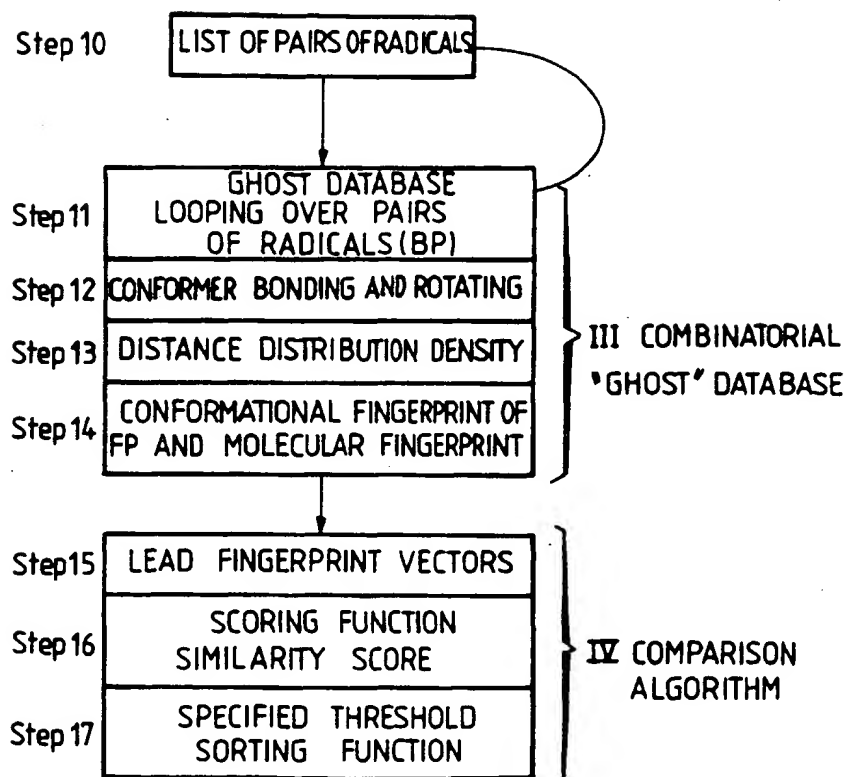 Step 10 LIST OF PAIRS OF RADICALS
GHOST DATABASE
Step 11 LOOPING OVER PAIRS
OF RADICALS (BP)
Step 12 CONFORMER BONDING AND ROTATING
Step 13 DISTANCE DISTRIBUTION DENSITY
III COMBINATORIAL
"GHOST" DATABASE
CONFORMATIONAL FINGERPRINT OF
Step 14 FP AND MOLECULAR FINGERPRINT
Step 15 LEAD FINGERPRINT VECTORS
SCORING FUNCTION
Step 16 SIMILARITY SCORE
IV COMPARISON
ALGORITHM
SPECIFIED THRESHOLD
Step 17 SORTING FUNCTION